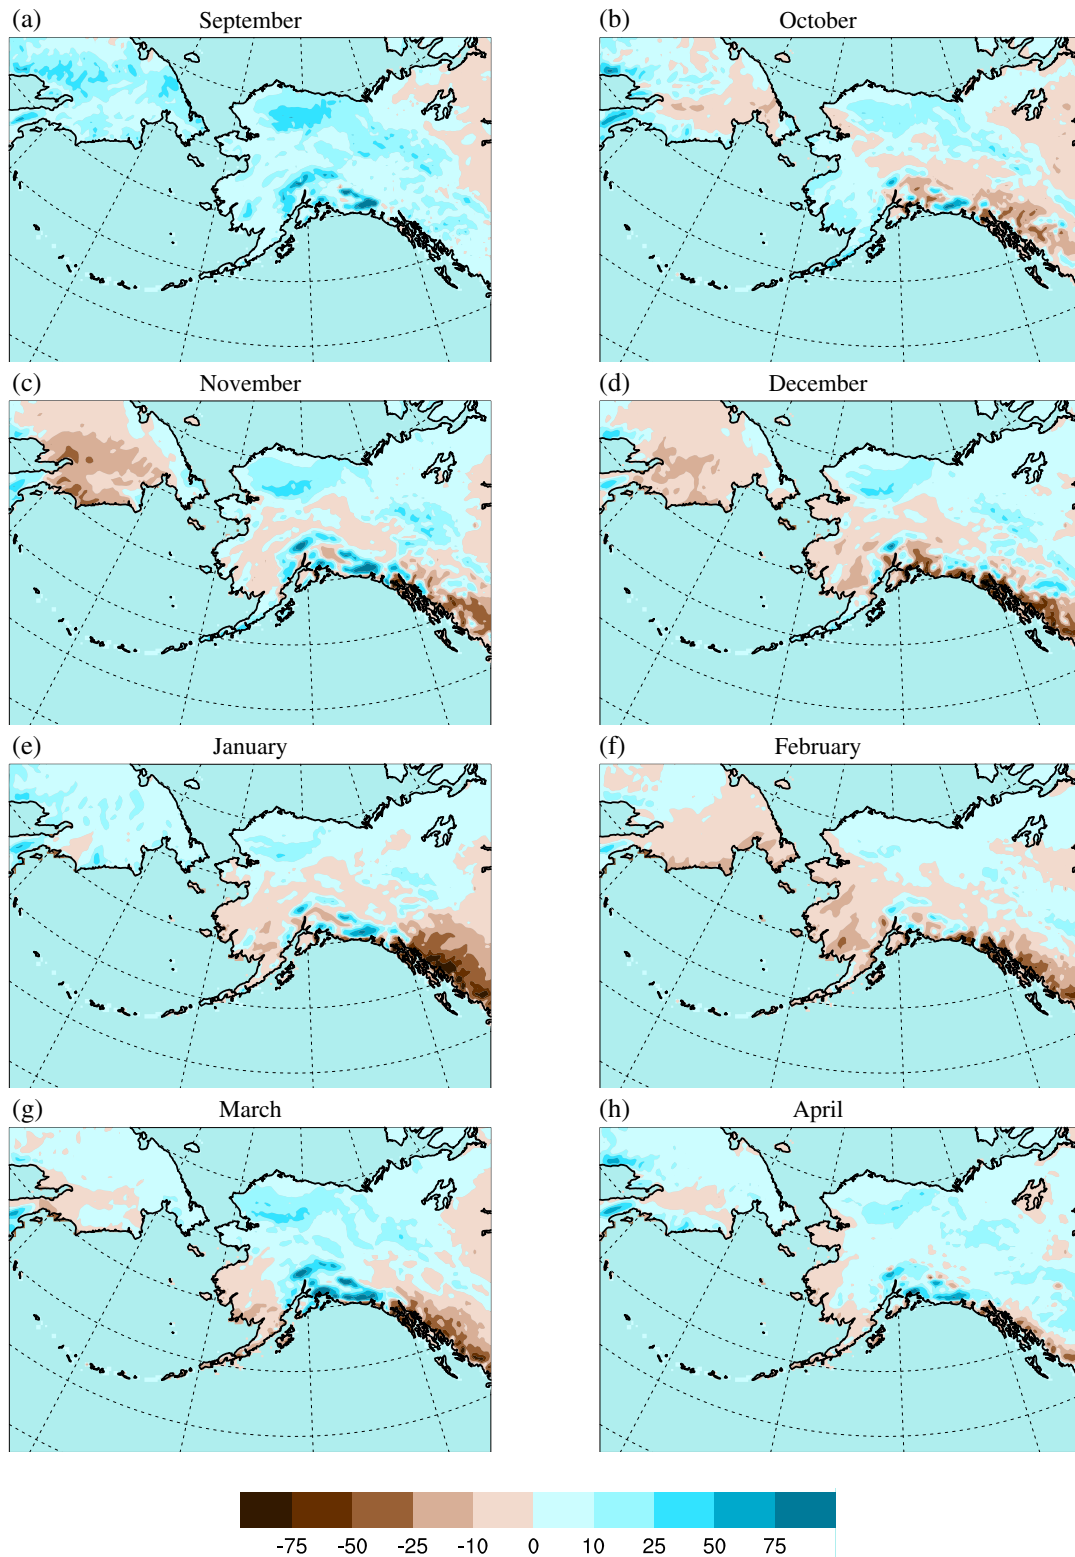 (a) September
(b) October
(c) November
(d) December
(e) January
(f) February
(g) March
(h) April
-75 -50 -25 -10 0 10 25 50 75